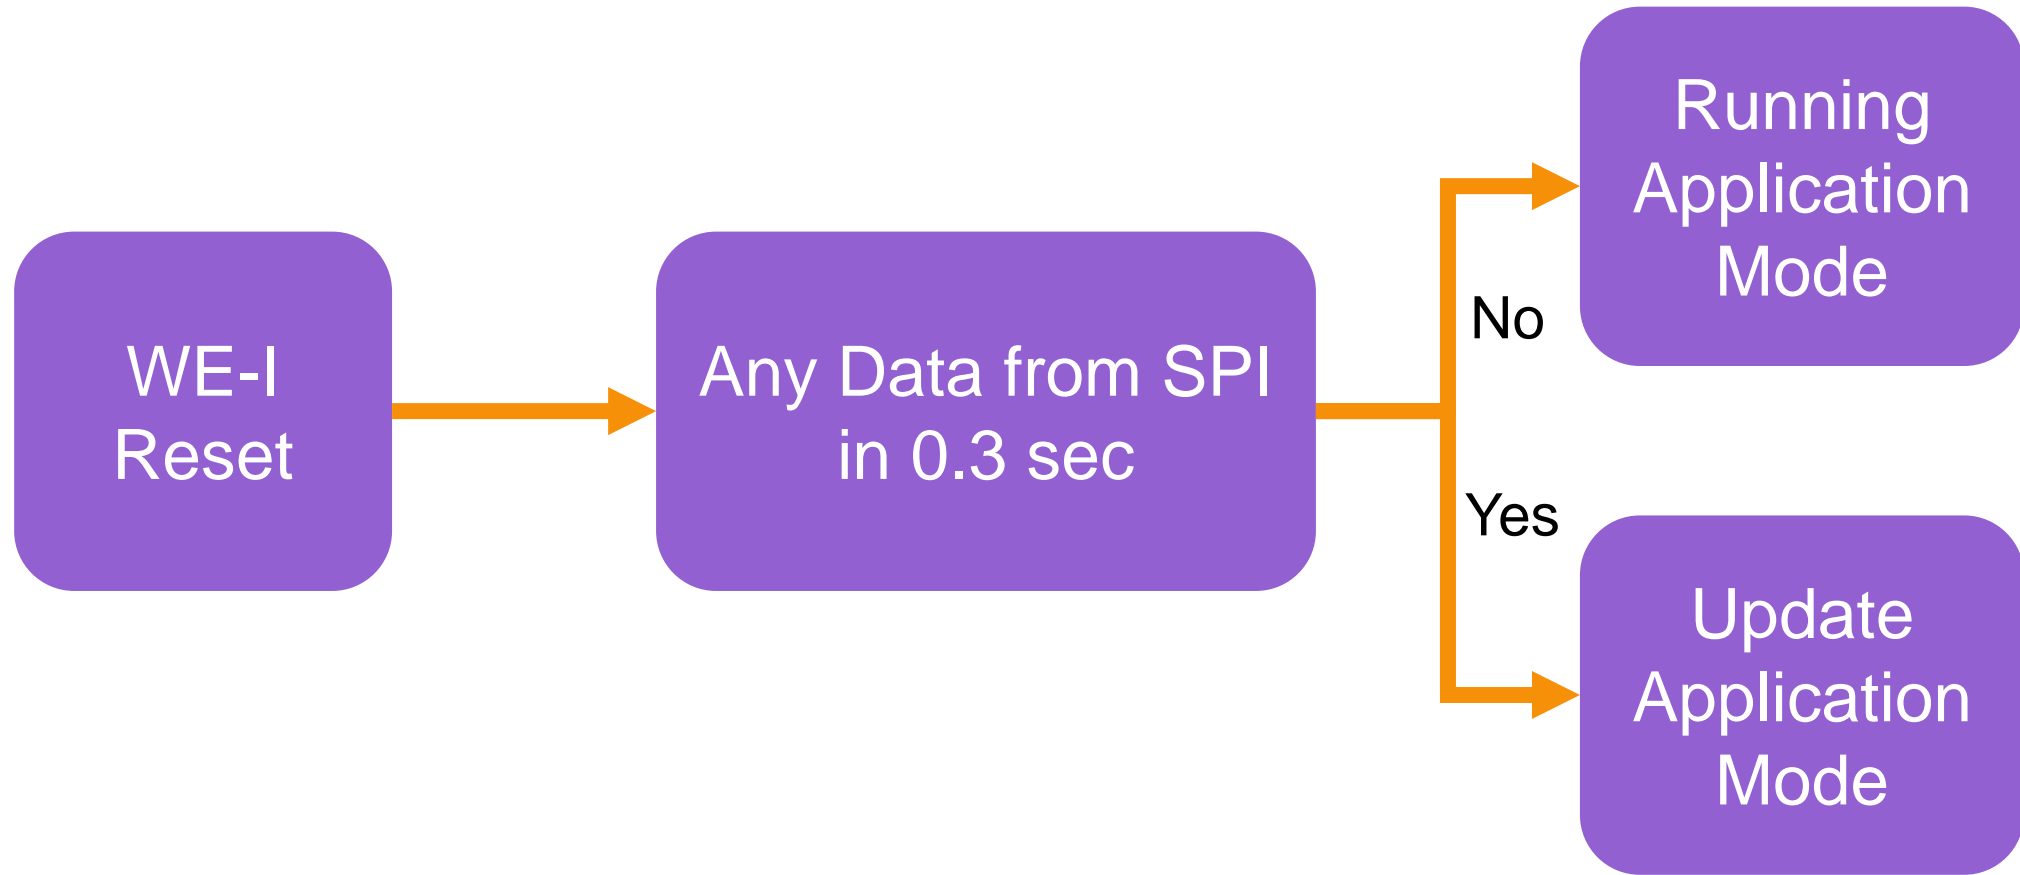 WE-I
Reset
Any Data from SPI
in 0.3 sec
No
Yes
Running
Application
Mode
Update
Application
Mode